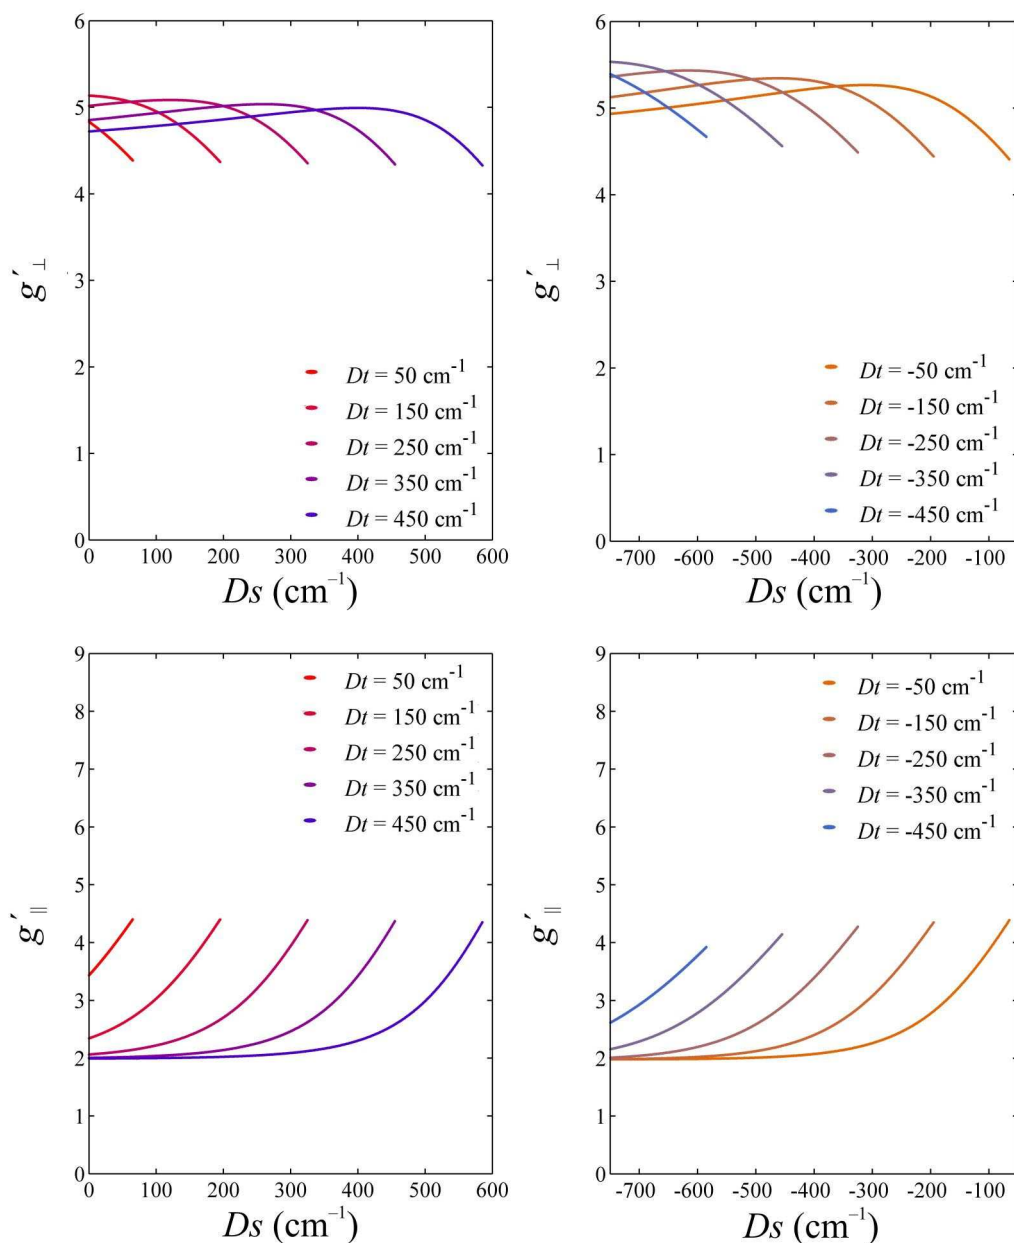 6
5
4
3
2
1
0
g′⊥
0 100 200 300 400 500 600
Ds (cm⁻¹)
Dt = 50 cm⁻¹
Dt = 150 cm⁻¹
Dt = 250 cm⁻¹
Dt = 350 cm⁻¹
Dt = 450 cm⁻¹
6
5
4
3
2
1
0
g′⊥
-700 -600 -500 -400 -300 -200 -100
Ds (cm⁻¹)
Dt = -50 cm⁻¹
Dt = -150 cm⁻¹
Dt = -250 cm⁻¹
Dt = -350 cm⁻¹
Dt = -450 cm⁻¹
9
8
7
6
5
4
3
2
1
0
g′||
0 100 200 300 400 500 600
Ds (cm⁻¹)
Dt = 50 cm⁻¹
Dt = 150 cm⁻¹
Dt = 250 cm⁻¹
Dt = 350 cm⁻¹
Dt = 450 cm⁻¹
9
8
7
6
5
4
3
2
1
0
g′||
-700 -600 -500 -400 -300 -200 -100
Ds (cm⁻¹)
Dt = -50 cm⁻¹
Dt = -150 cm⁻¹
Dt = -250 cm⁻¹
Dt = -350 cm⁻¹
Dt = -450 cm⁻¹